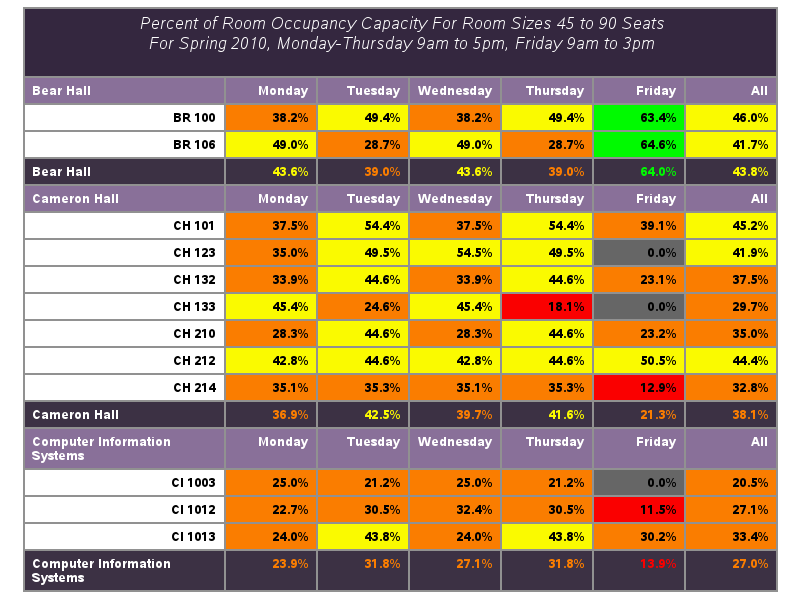 Percent of Room Occupancy Capacity For Room Sizes 45 to 90 Seats
For Spring 2010, Monday-Thursday 9am to 5pm, Friday 9am to 3pm
Bear Hall Monday Tuesday Wednesday Thursday Friday All
BR 100 38.2% 49.4% 38.2% 49.4% 63.4% 46.0%
BR 106 49.0% 28.7% 49.0% 28.7% 64.6% 41.7%
Bear Hall 43.6% 39.0% 43.6% 39.0% 64.0% 43.8%
Cameron Hall Monday Tuesday Wednesday Thursday Friday All
CH 101 37.5% 54.4% 37.5% 54.4% 39.1% 45.2%
CH 123 35.0% 49.5% 54.5% 49.5% 0.0% 41.9%
CH 132 33.9% 44.6% 33.9% 44.6% 23.1% 37.5%
CH 133 45.4% 24.6% 45.4% 18.1% 0.0% 29.7%
CH 210 28.3% 44.6% 28.3% 44.6% 23.2% 35.0%
CH 212 42.8% 44.6% 42.8% 44.6% 50.5% 44.4%
CH 214 35.1% 35.3% 35.1% 35.3% 12.9% 32.8%
Cameron Hall 36.9% 42.5% 39.7% 41.6% 21.3% 38.1%
Computer Information Monday Tuesday Wednesday Thursday Friday All
Systems
CI 1003 25.0% 21.2% 25.0% 21.2% 0.0% 20.5%
CI 1012 22.7% 30.5% 32.4% 30.5% 11.5% 27.1%
CI 1013 24.0% 43.8% 24.0% 43.8% 30.2% 33.4%
Computer Information 23.9% 31.8% 27.1% 31.8% 13.9% 27.0%
Systems